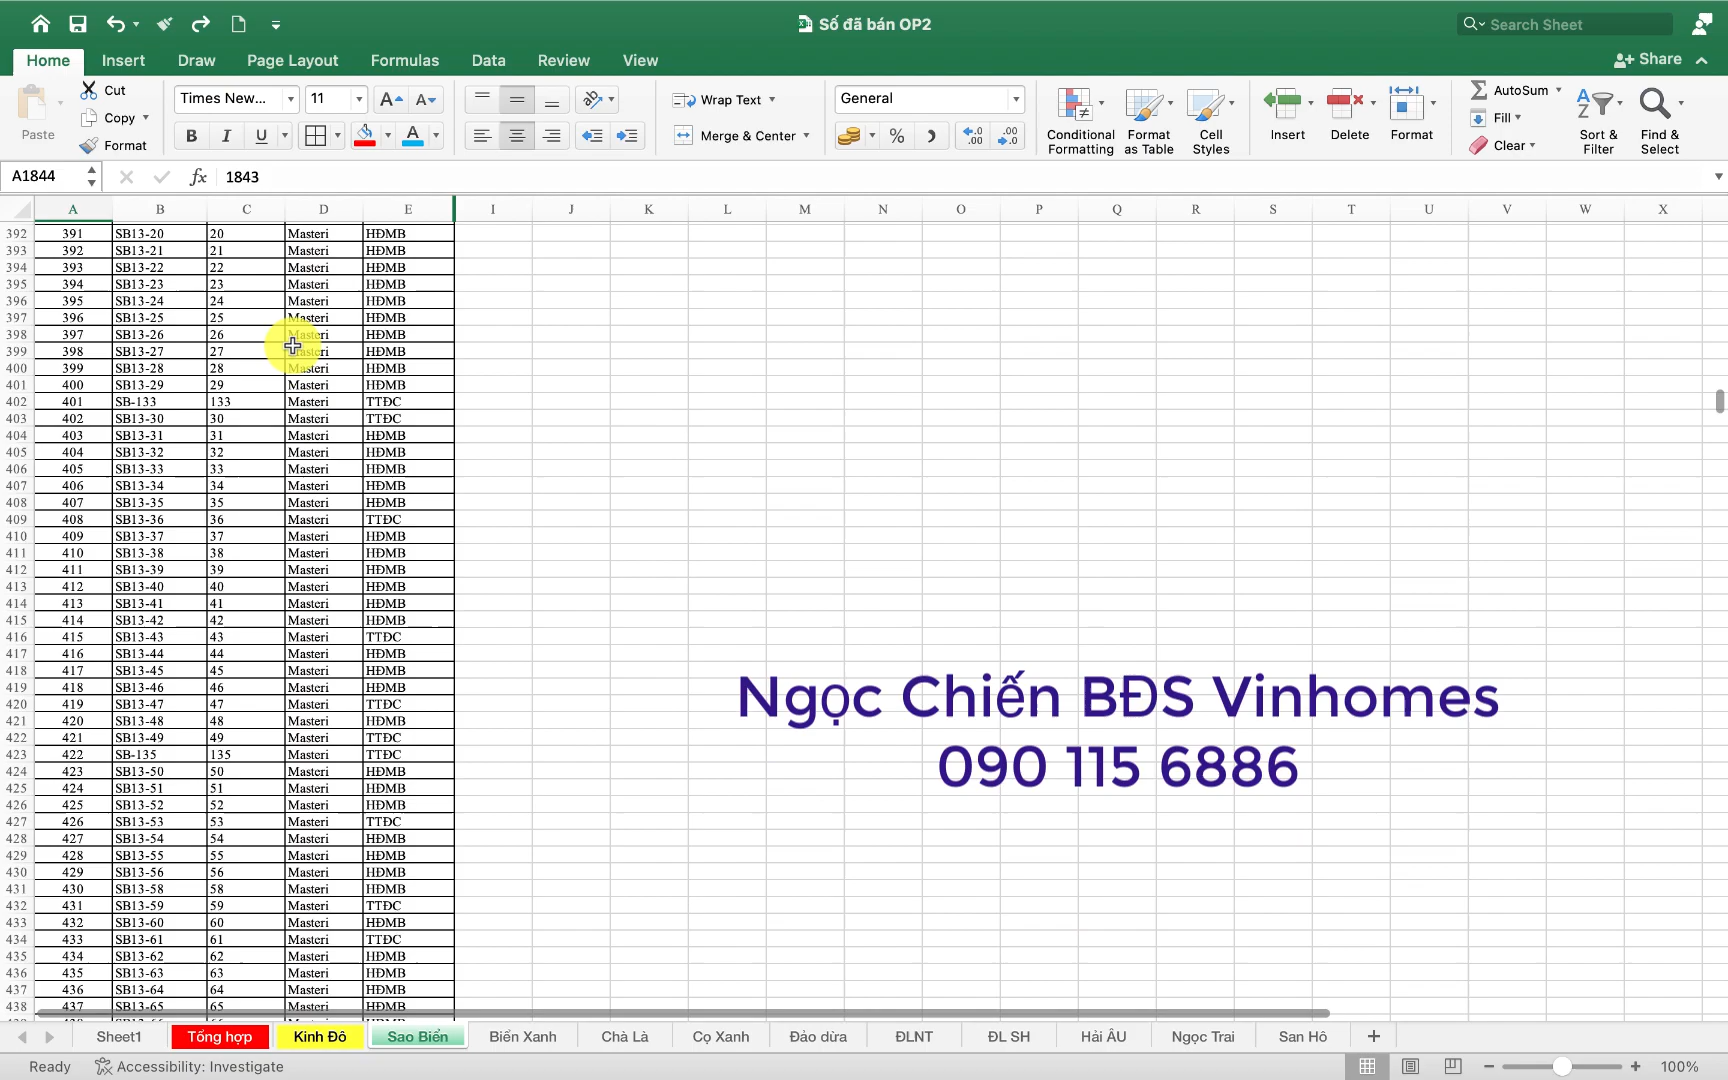 Số đã bán OP2
Search Sheet
Home Insert Draw Page Layout Formulas Data Review View Share
Paste Cut Copy Format
Times New... 11
B I U A
Wrap Text
Merge & Center
General
Conditional Formatting
Format as Table
Cell Styles
Insert Delete Format
AutoSum
Fill
Clear
Sort & Filter
Find & Select
A1844 fx 1843
A B C D E I J K L M N O P Q R S T U V W X
392 391 SB13-20 20 Masteri HĐMB
393 392 SB13-21 21 Masteri HĐMB
394 393 SB13-22 22 Masteri HĐMB
395 394 SB13-23 23 Masteri HĐMB
396 395 SB13-24 24 Masteri HĐMB
397 396 SB13-25 25 Masteri HĐMB
398 397 SB13-26 26 Masteri HĐMB
399 398 SB13-27 27 Masteri HĐMB
400 399 SB13-28 28 Masteri HĐMB
401 400 SB13-29 29 Masteri HĐMB
402 401 SB-133 133 Masteri TTĐC
403 402 SB13-30 30 Masteri TTĐC
404 403 SB13-31 31 Masteri HĐMB
405 404 SB13-32 32 Masteri HĐMB
406 405 SB13-33 33 Masteri HĐMB
407 406 SB13-34 34 Masteri HĐMB
408 407 SB13-35 35 Masteri HĐMB
409 408 SB13-36 36 Masteri TTĐC
410 409 SB13-37 37 Masteri HĐMB
411 410 SB13-38 38 Masteri HĐMB
412 411 SB13-39 39 Masteri HĐMB
413 412 SB13-40 40 Masteri HĐMB
414 413 SB13-41 41 Masteri HĐMB
415 414 SB13-42 42 Masteri HĐMB
416 415 SB13-43 43 Masteri TTĐC
417 416 SB13-44 44 Masteri HĐMB
418 417 SB13-45 45 Masteri HĐMB
419 418 SB13-46 46 Masteri HĐMB
420 419 SB13-47 47 Masteri TTĐC
421 420 SB13-48 48 Masteri HĐMB
422 421 SB13-49 49 Masteri TTĐC
423 422 SB-135 135 Masteri TTĐC
424 423 SB13-50 50 Masteri HĐMB
425 424 SB13-51 51 Masteri HĐMB
426 425 SB13-52 52 Masteri HĐMB
427 426 SB13-53 53 Masteri TTĐC
428 427 SB13-54 54 Masteri HĐMB
429 428 SB13-55 55 Masteri HĐMB
430 429 SB13-56 56 Masteri HĐMB
431 430 SB13-58 58 Masteri HĐMB
432 431 SB13-59 59 Masteri TTĐC
433 432 SB13-60 60 Masteri HĐMB
434 433 SB13-61 61 Masteri TTĐC
435 434 SB13-62 62 Masteri HĐMB
436 435 SB13-63 63 Masteri HĐMB
437 436 SB13-64 64 Masteri HĐMB
438 437 SB13-65 65 Masteri HĐMB
Ngọc Chiến BĐS Vinhomes
090 115 6886
Sheet1 Tổng hợp Kinh Đô Sao Biển Biển Xanh Chà Là Cọ Xanh Đảo dừa ĐLNT ĐL SH Hải ÂU Ngọc Trai San Hô
Ready Accessibility: Investigate 100%